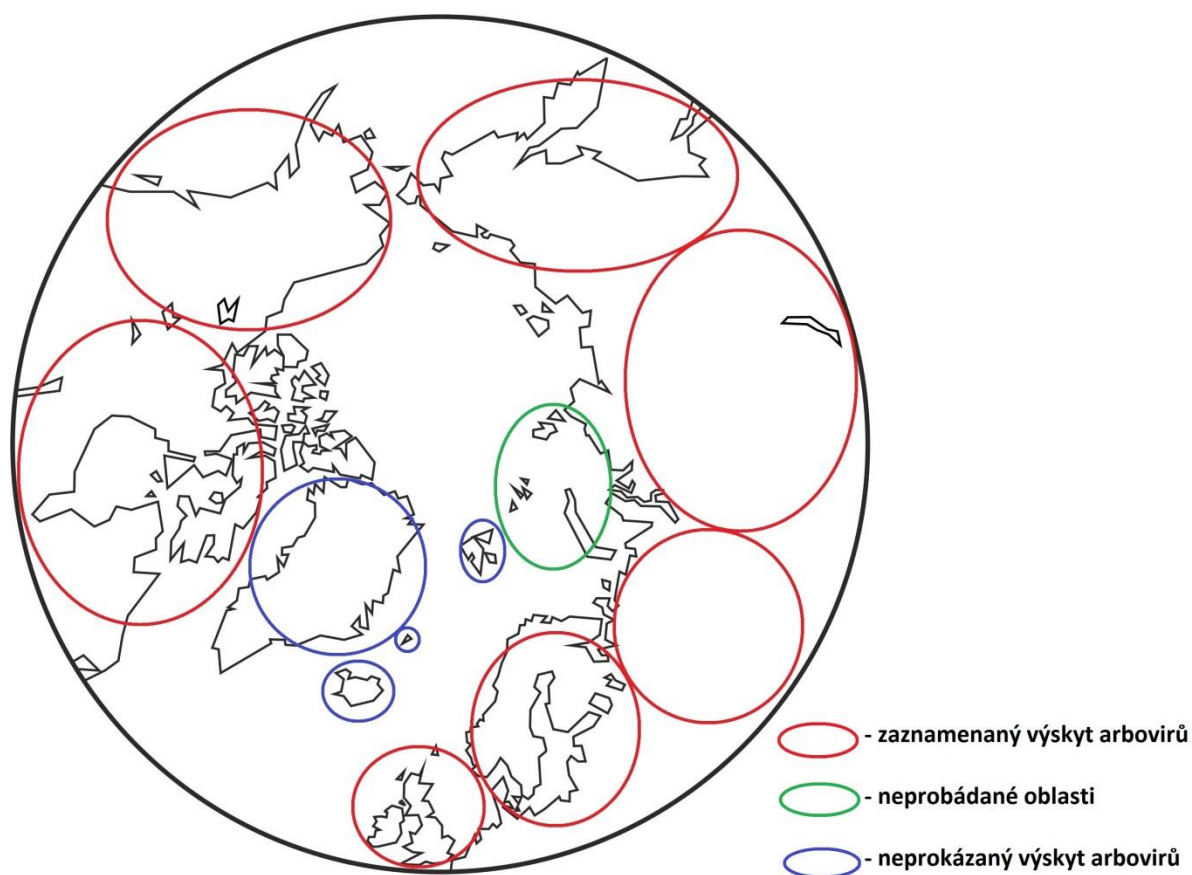 - zaznamenaný výskyt arbovirů
- neprobádané oblasti
- neprokázaný výskyt arbovirů